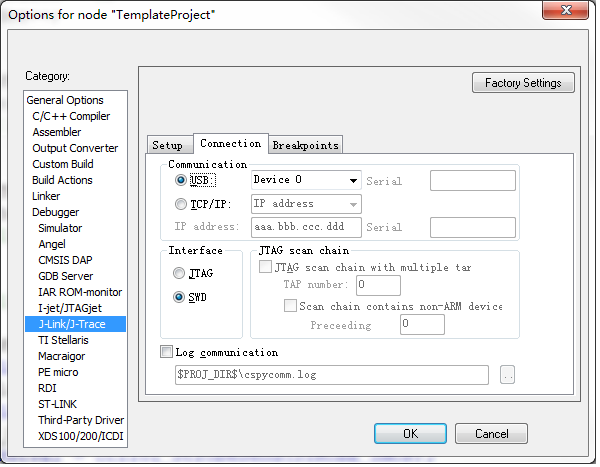 Options for node "TemplateProject"
Category:
Factory Settings
General Options
C/C++ Compiler
Assembler
Output Converter
Custom Build
Build Actions
Linker
Debugger
Simulator
Angel
CMSIS DAP
GDB Server
IAR ROM-monitor
I-jet/JTAGjet
J-Link/J-Trace
TI Stellaris
Macraigor
PE micro
RDI
ST-LINK
Third-Party Driver
XDS100/200/ICDI
Setup Connection Breakpoints
Communication
USB: Device 0 Serial
TCP/IP: IP address
IP address: aaa.bbb.ccc.ddd Serial
Interface
JTAG
SWD
JTAG scan chain
JTAG scan chain with multiple tar
TAP number: 0
Scan chain contains non-ARM device
Preceeding 0
Log communication
$PROJ_DIR$\cspycomm.log ..
OK Cancel